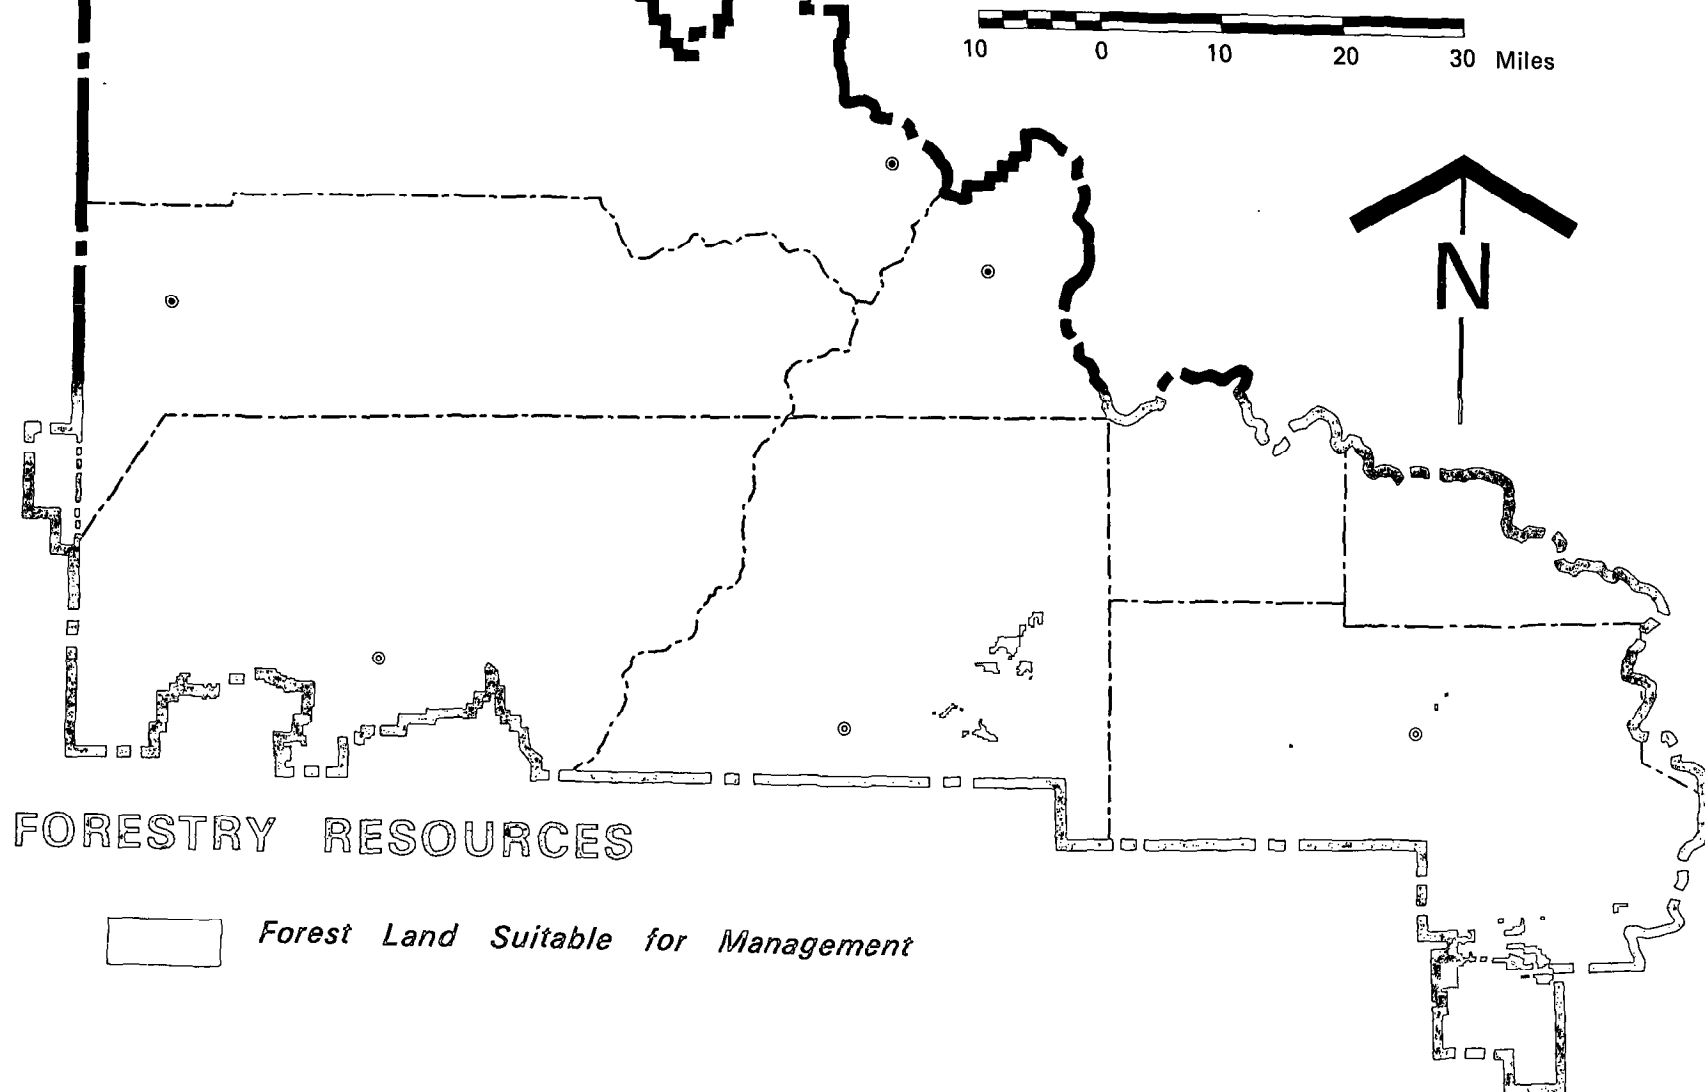 10 0 10 20 30 Miles
N
FORESTRY RESOURCES
Forest Land Suitable for Management